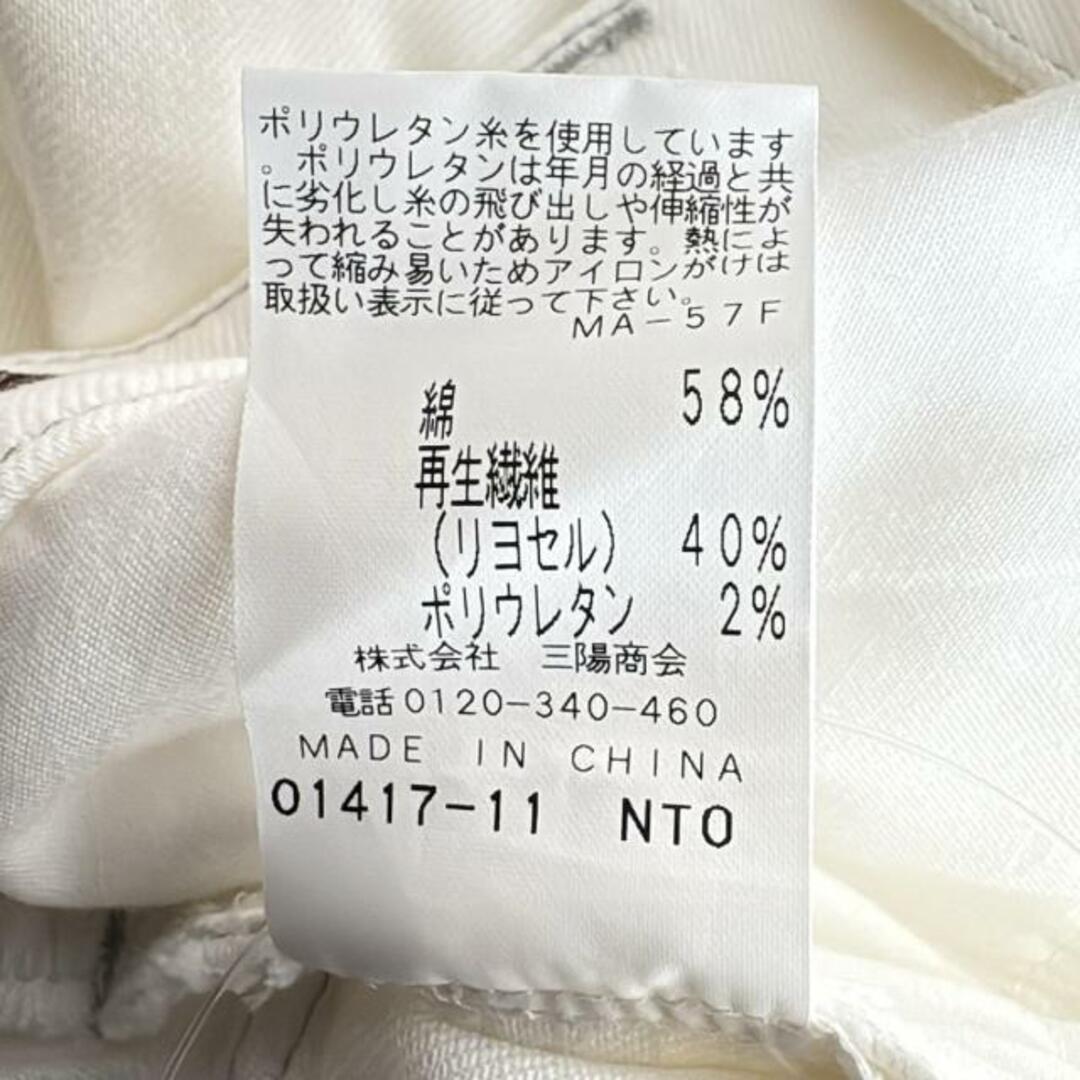 ポリウレタン糸を使用しています
。ポリウレタンは年月の経過と共
に劣化し糸の飛び出しや伸縮性が
失われることがあります。熱によ
って縮み易いためアイロンがけは
取扱い表示に従って下さい。
MA-57F
綿 58%
再生繊維
(リヨセル) 40%
ポリウレタン 2%
株式会社 三陽商会
電話0120-340-460
MADE IN CHINA
01417-11 NTO